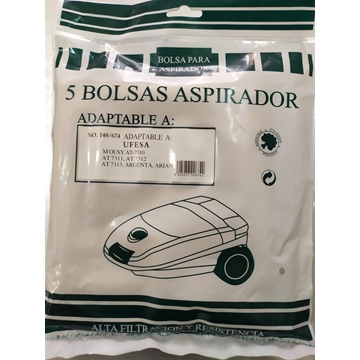 BOLSA PARA
ASPIRADOR
5 BOLSAS ASPIRADOR
ADAPTABLE A:
NO. 140/674 ADAPTABLE A:
UFESA
MOUSY AT-7310
AT 7311, AT 7312
AT 7313, ARGENTA, ARIAN
ALTA FILTRACION Y RESISTENCIA